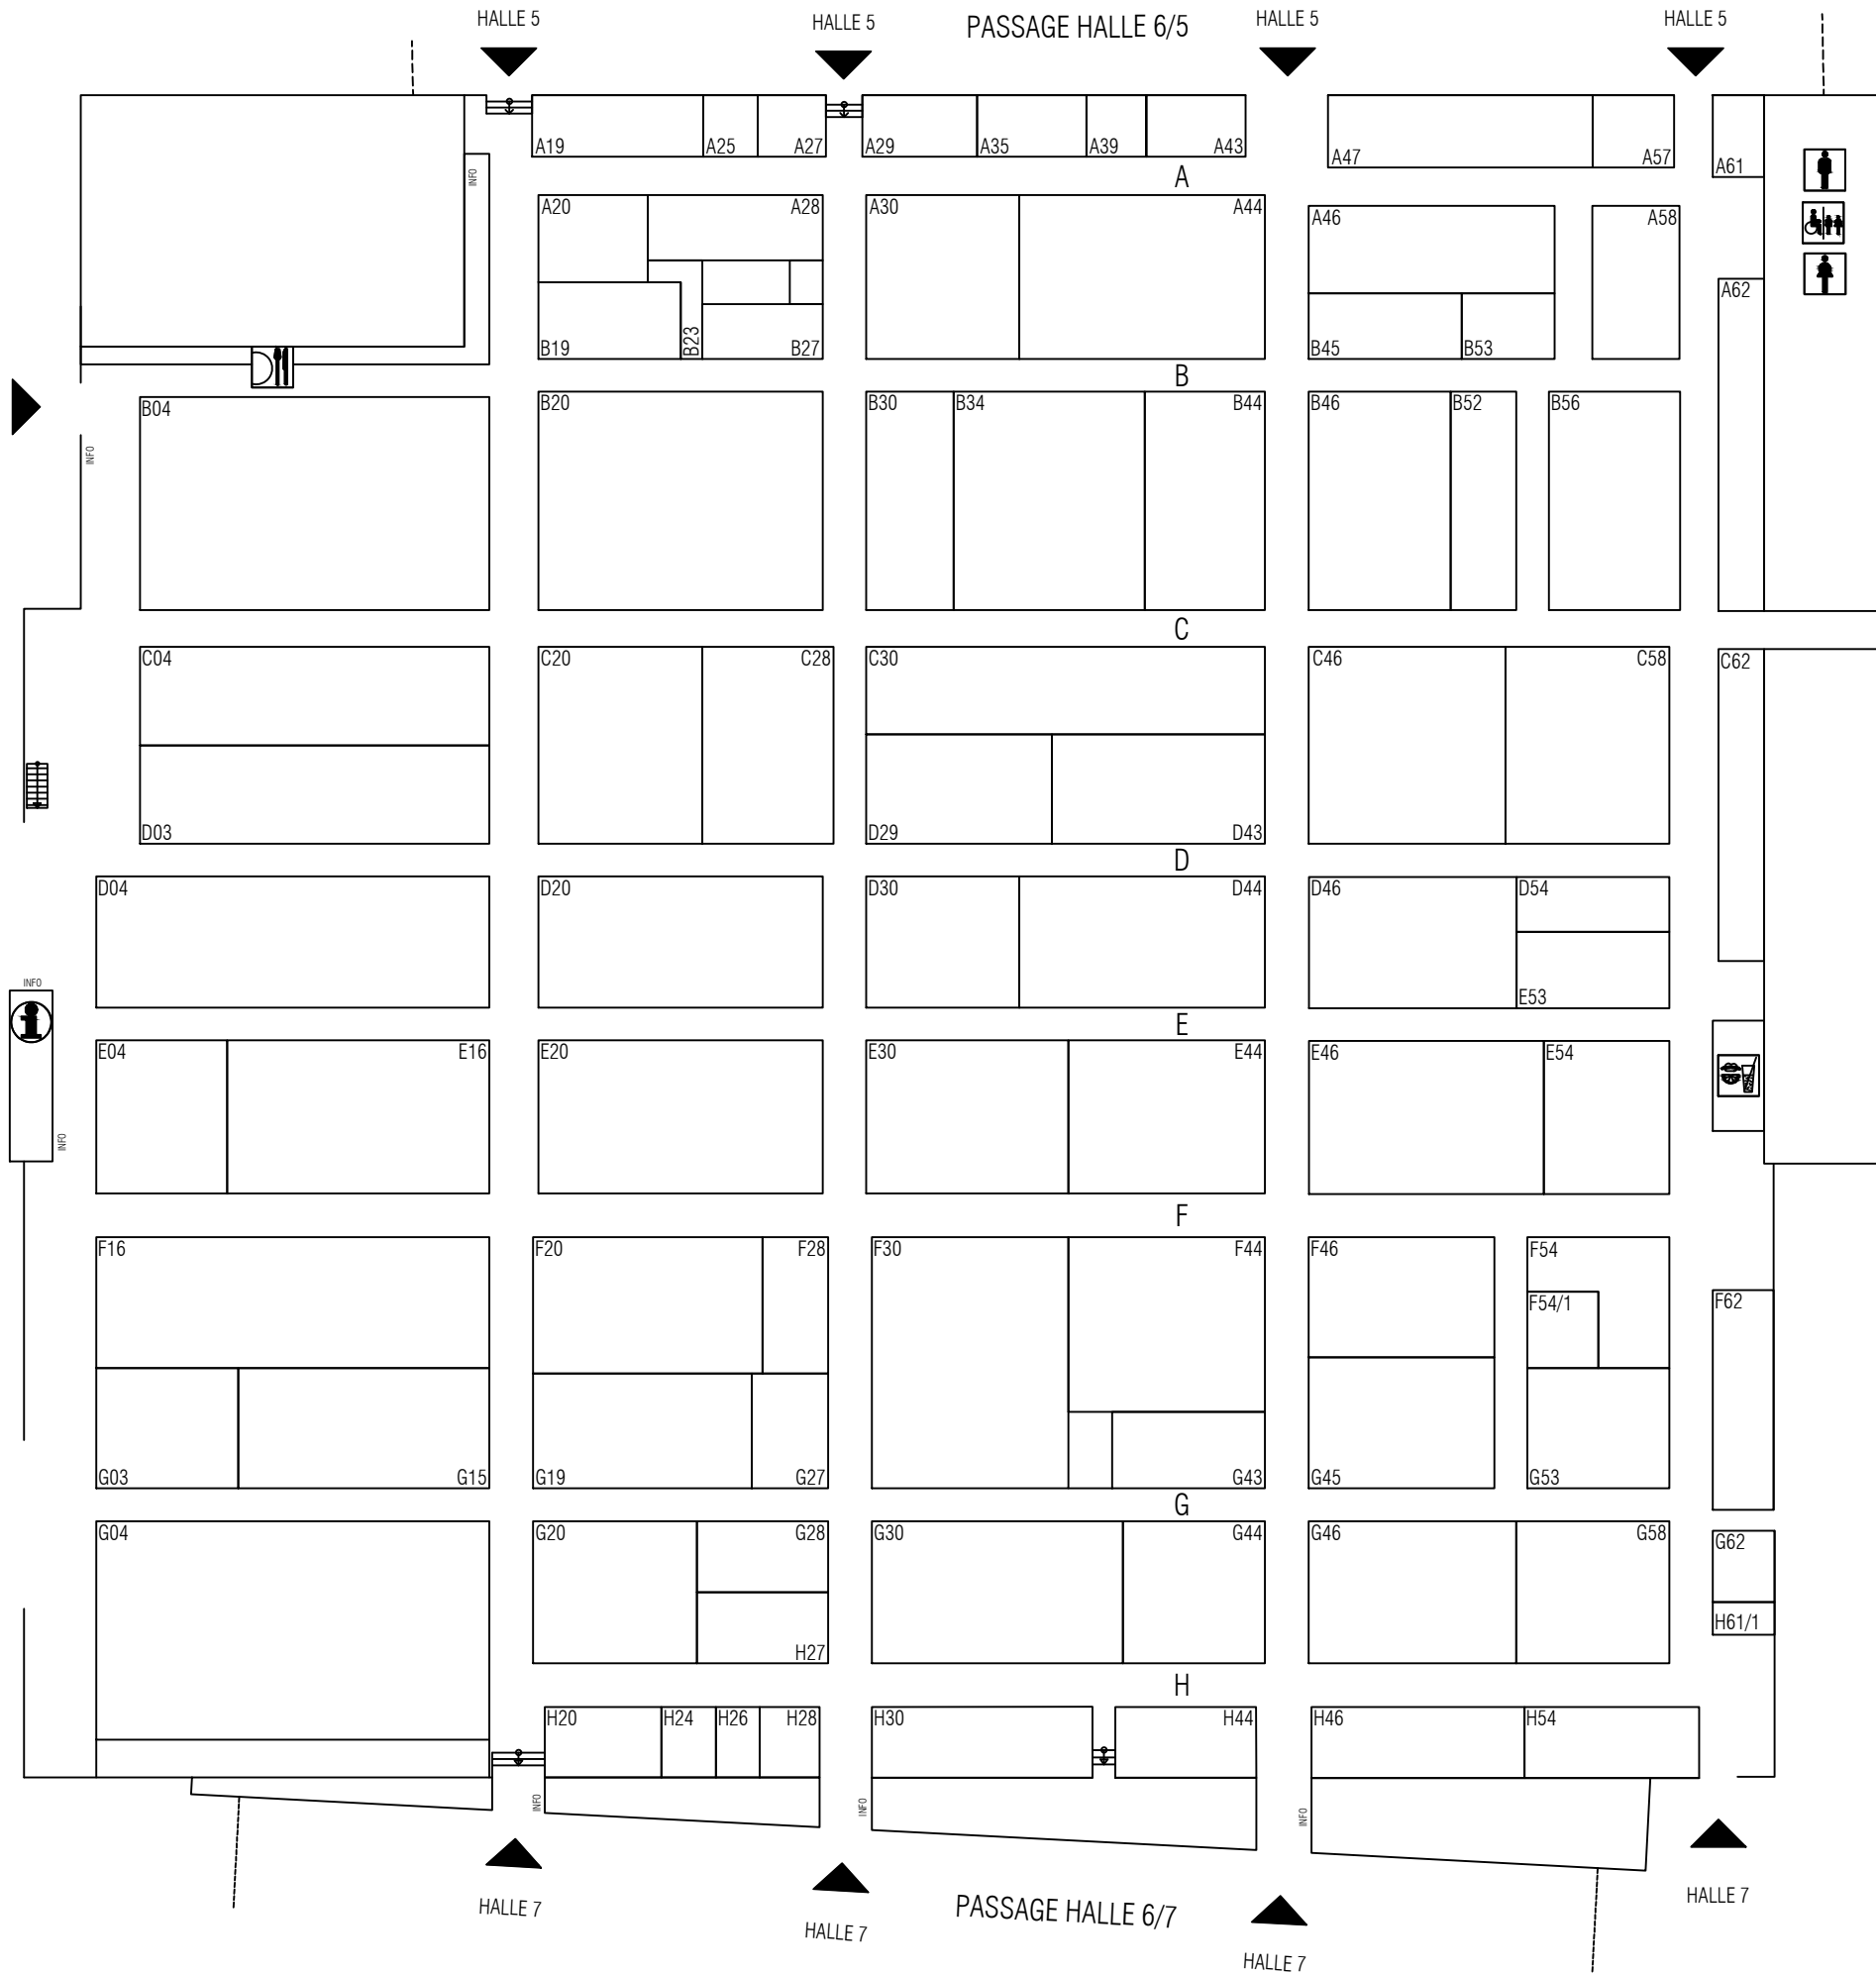 HALLE 5
HALLE 5
PASSAGE HALLE 6/5
HALLE 5
HALLE 5
A19
A25
A27
A29
A35
A39
A43
A47
A57
A61
INFO
A
A20
A28
A30
A44
A46
A58
A62
B19
B23
B27
B45
B53
B
B04
B20
B30
B34
B44
B46
B52
B56
INFO
C
C04
C20
C28
C30
C46
C58
C62
D03
D29
D43
D
D04
D20
D30
D44
D46
D54
E53
INFO
E
E04
E16
E20
E30
E44
E46
E54
INFO
F
F16
F20
F28
F30
F44
F46
F54
F54/1
F62
G03
G15
G19
G27
G43
G45
G53
G
G04
G20
G28
G30
G44
G46
G58
G62
H27
H61/1
H
H20
H24
H26
H28
H30
H44
H46
H54
INFO
INFO
INFO
HALLE 7
HALLE 7
PASSAGE HALLE 6/7
HALLE 7
HALLE 7